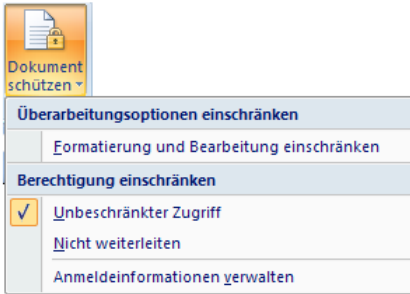 Dokument
schützen
Überarbeitungsoptionen einschränken
Formatierung und Bearbeitung einschränken
Berechtigung einschränken
Unbeschränkter Zugriff
Nicht weiterleiten
Anmeldeinformationen verwalten